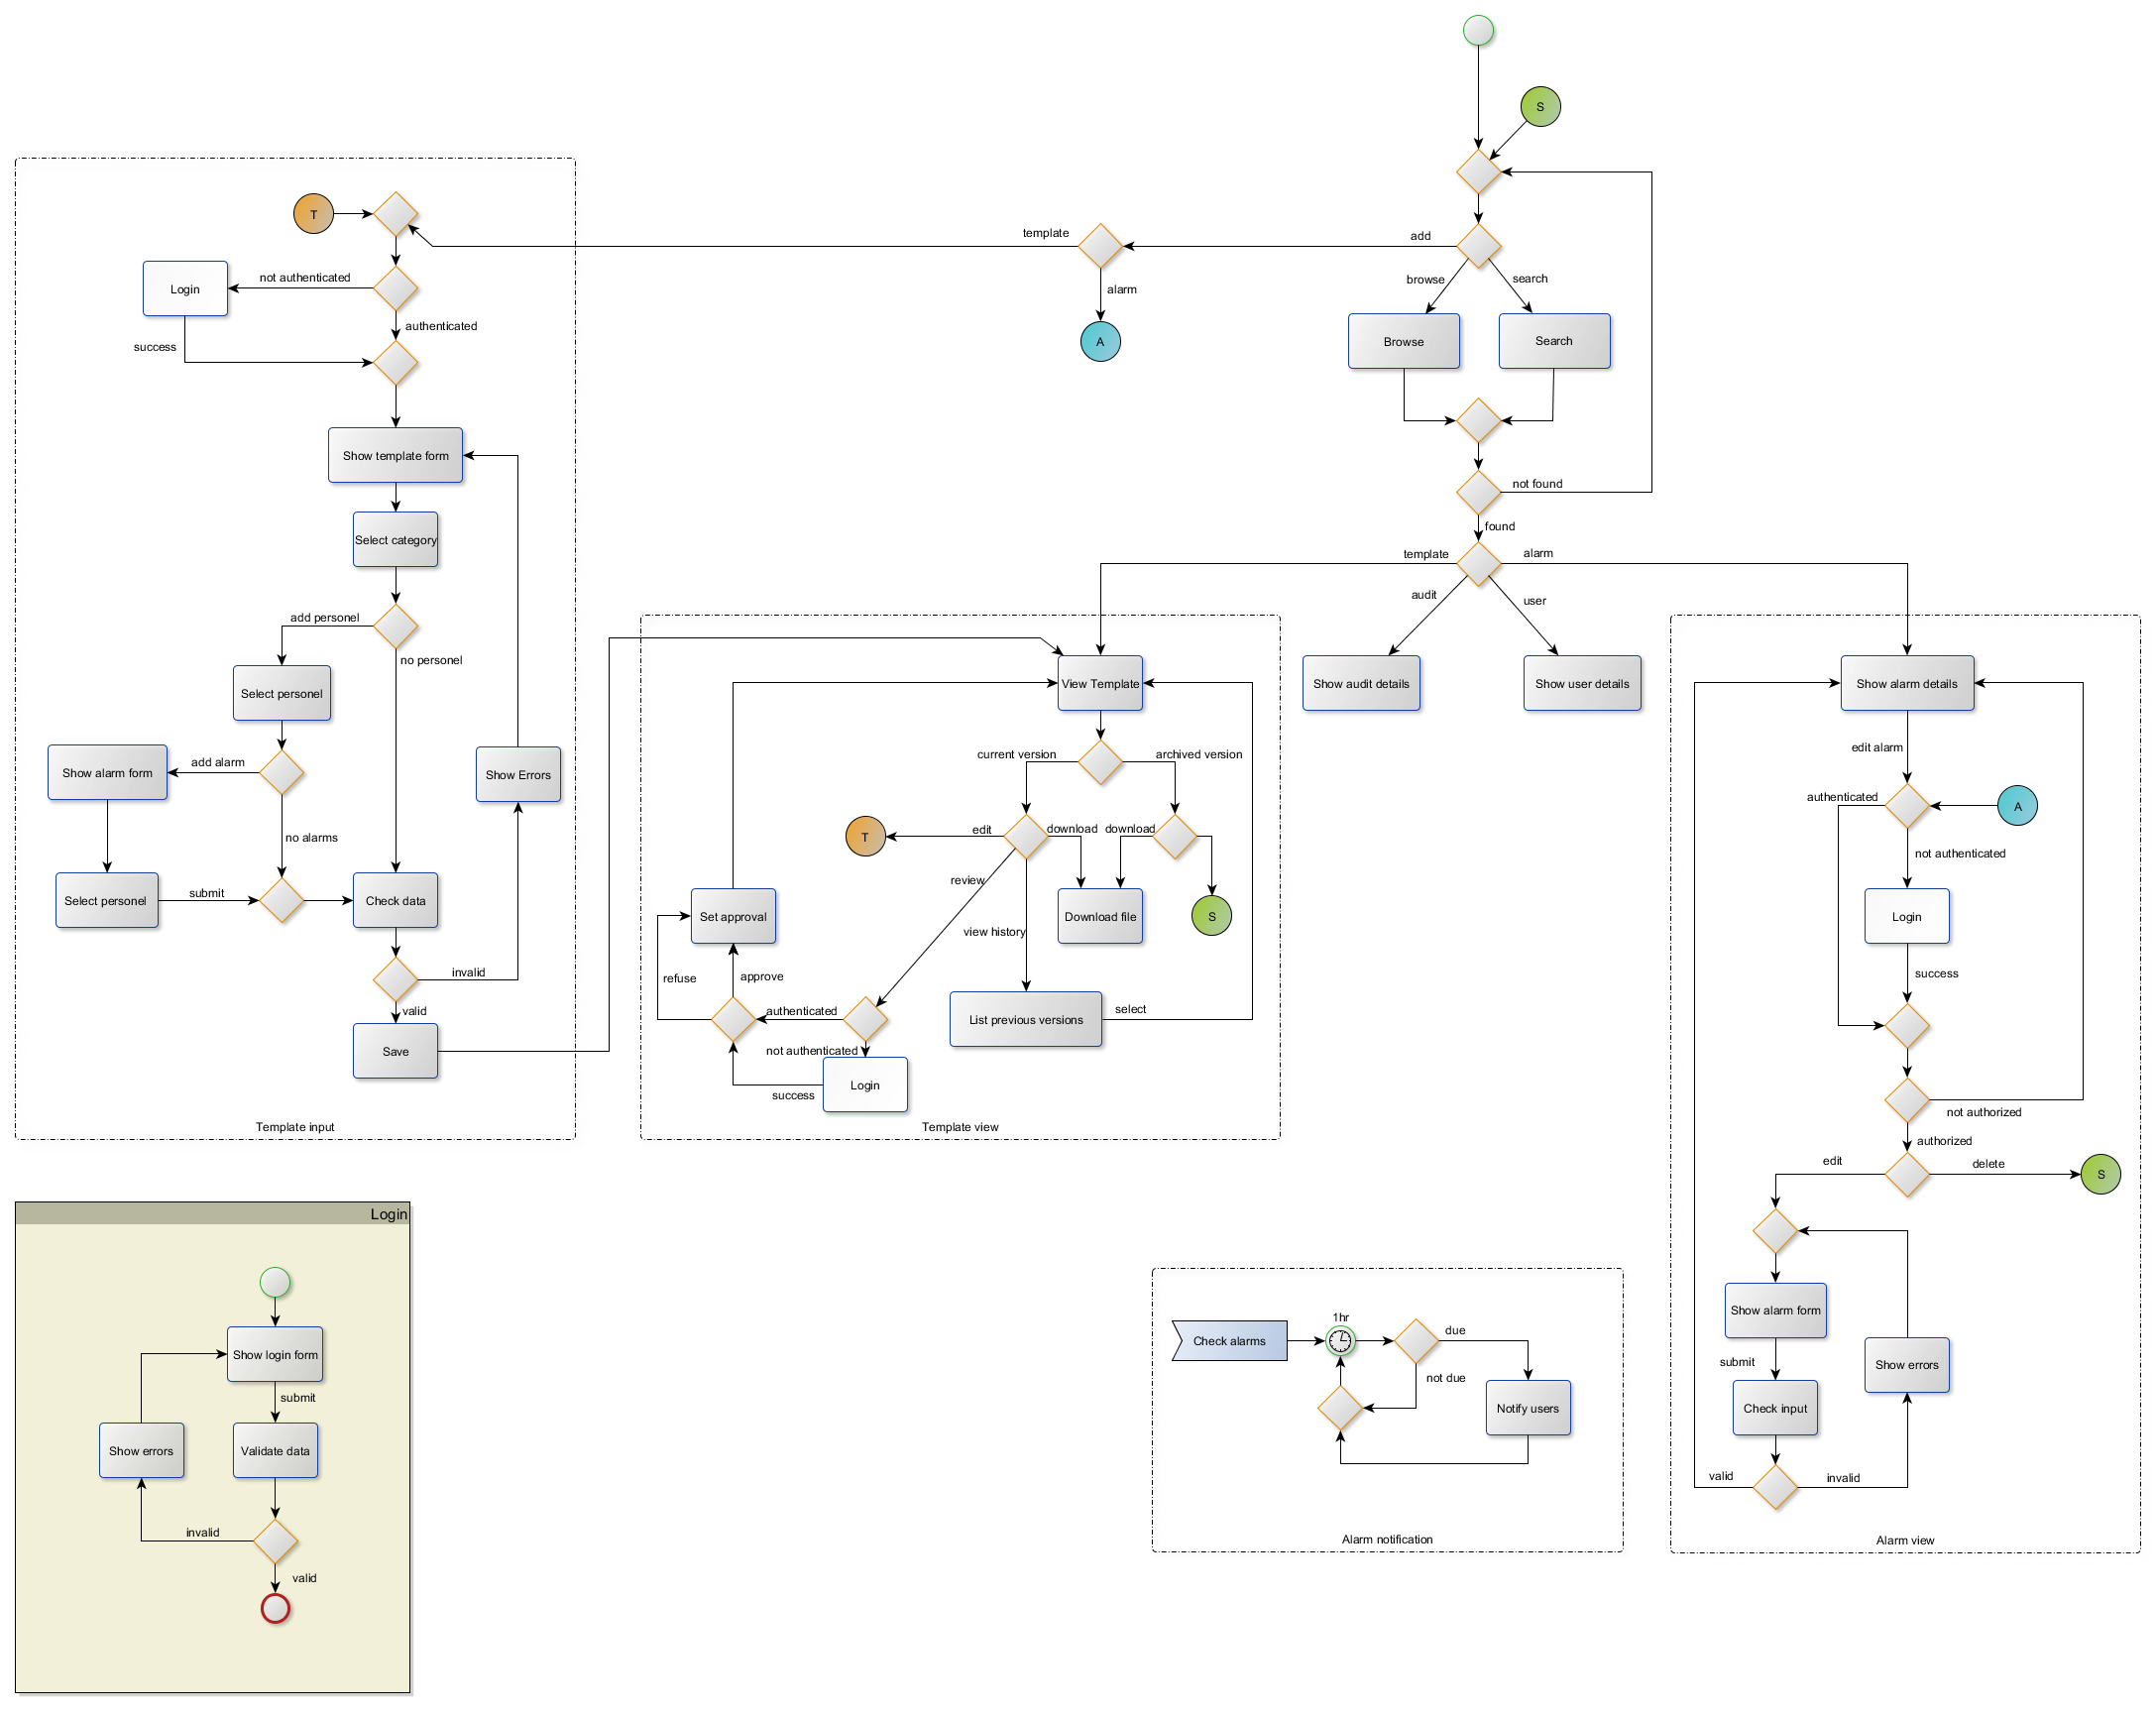 S
add
browse
search
Browse
Search
not found
found
template
alarm
audit
user
template
alarm
A
T
not authenticated
Login
authenticated
success
Show template form
Select category
add personel
no personel
Select personel
Show alarm form
add alarm
Show Errors
no alarms
Select personel
submit
Check data
invalid
valid
Save
Template input
View Template
current version
archived version
T
edit
download
download
review
Set approval
Download file
S
view history
refuse
approve
authenticated
List previous versions
select
not authenticated
Login
success
Template view
Show audit details
Show user details
Show alarm details
edit alarm
authenticated
A
not authenticated
Login
success
not authorized
authorized
edit
delete
S
Show alarm form
submit
Show errors
Check input
valid
invalid
Alarm view
Login
Show login form
submit
Show errors
Validate data
invalid
valid
1hr
Check alarms
due
not due
Notify users
Alarm notification